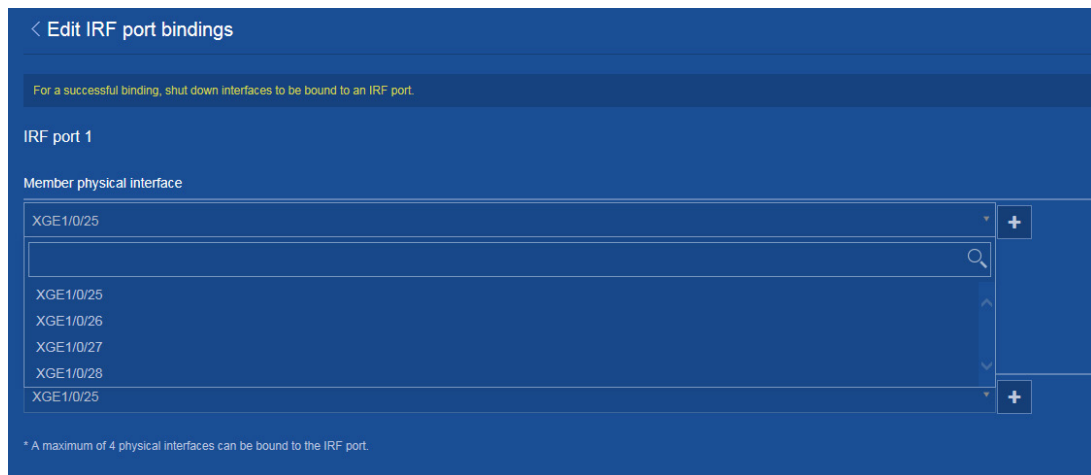 < Edit IRF port bindings
For a successful binding, shut down interfaces to be bound to an IRF port.
IRF port 1
Member physical interface
XGE1/0/25
XGE1/0/25
XGE1/0/26
XGE1/0/27
XGE1/0/28
XGE1/0/25
* A maximum of 4 physical interfaces can be bound to the IRF port.